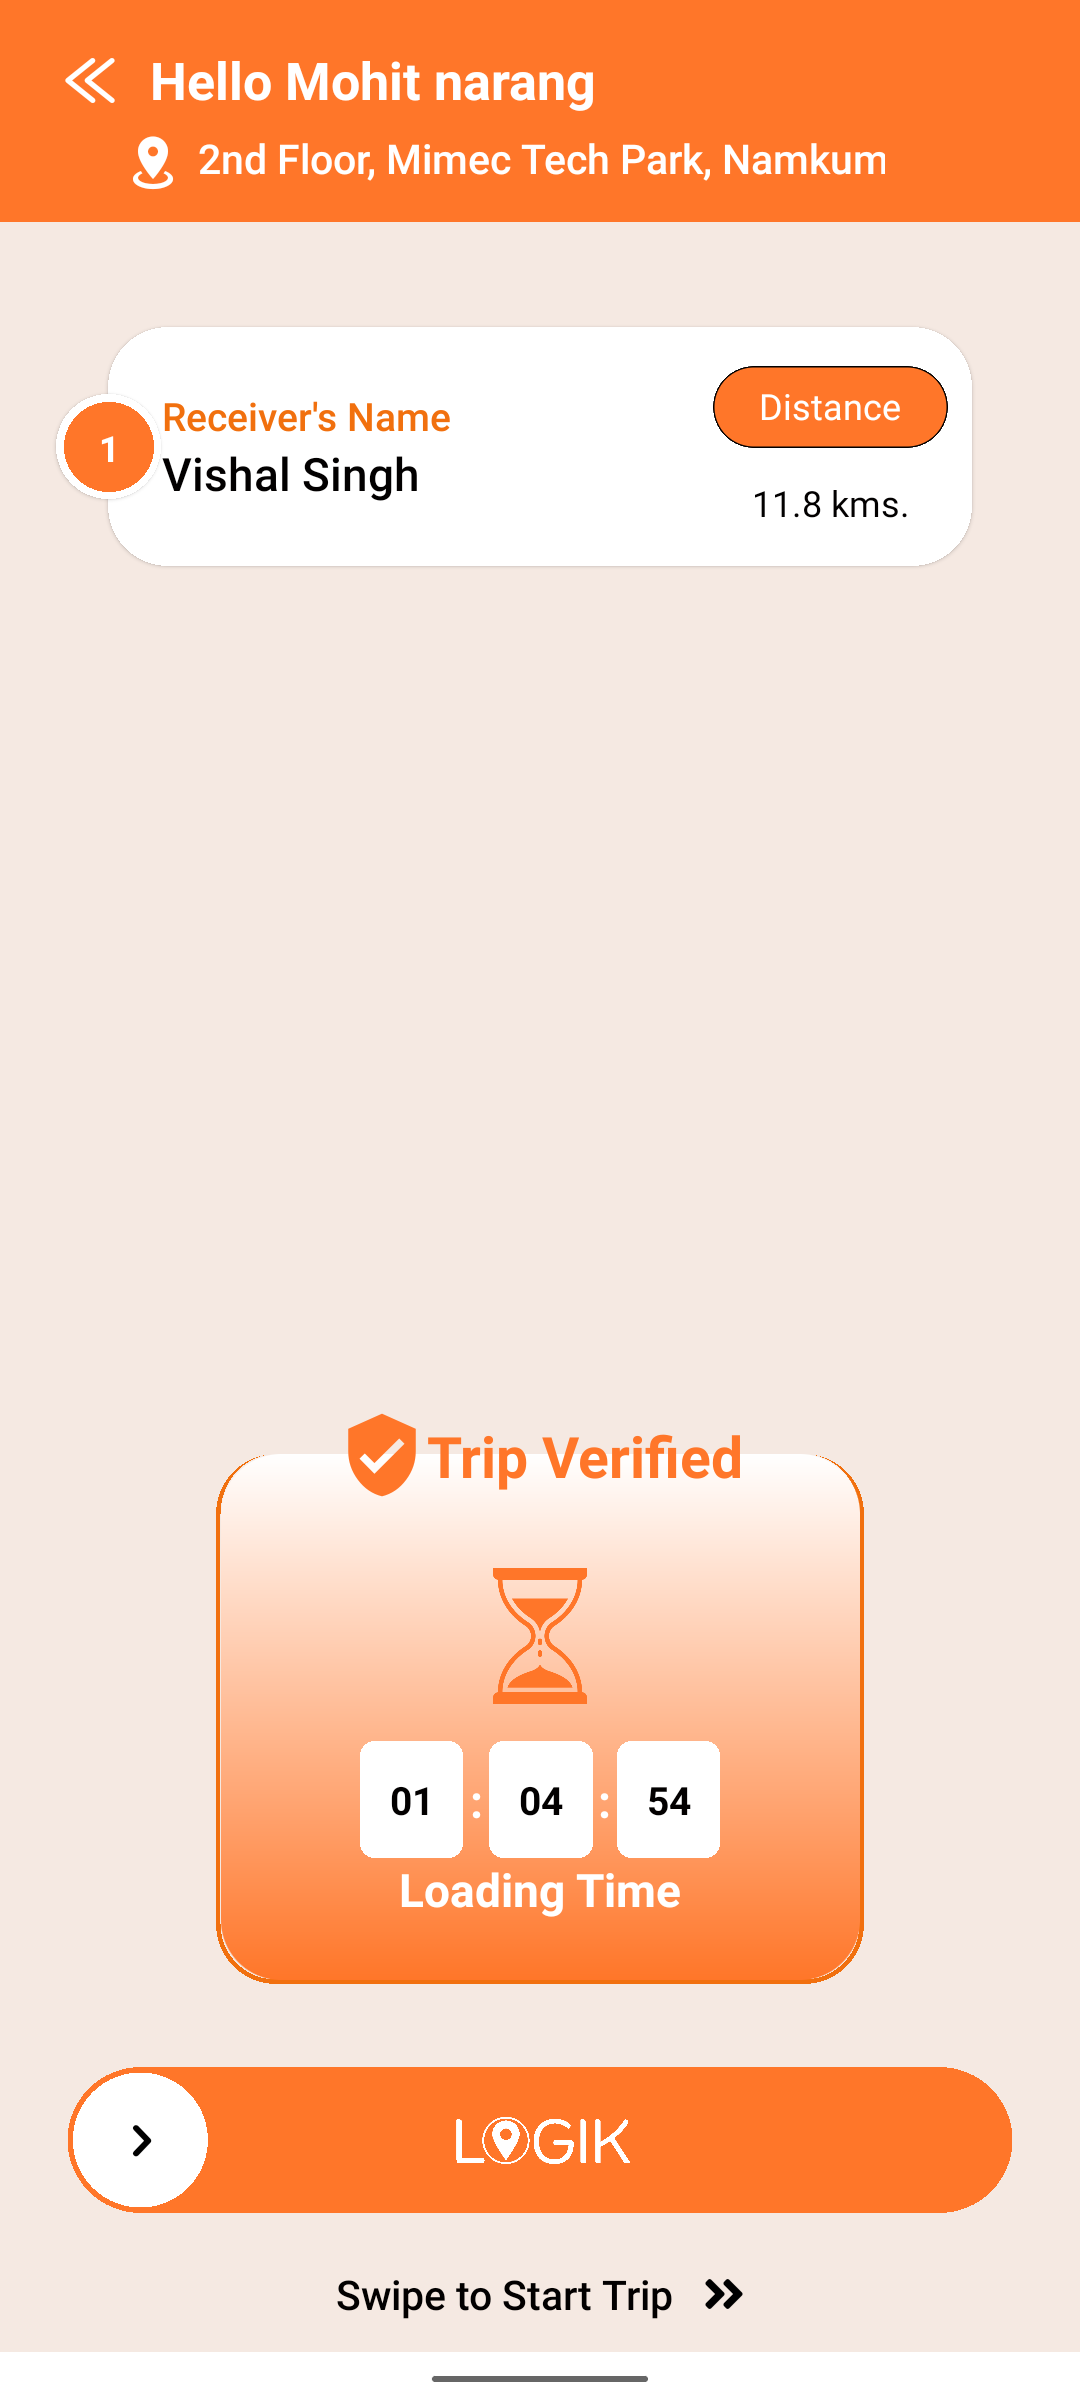 Hello Mohit narang
2nd Floor, Mimec Tech Park, Namkum
1
Receiver's Name
Vishal Singh
Distance
11.8 kms.
Trip Verified
01 : 04 : 54
Loading Time
LOGIK
Swipe to Start Trip